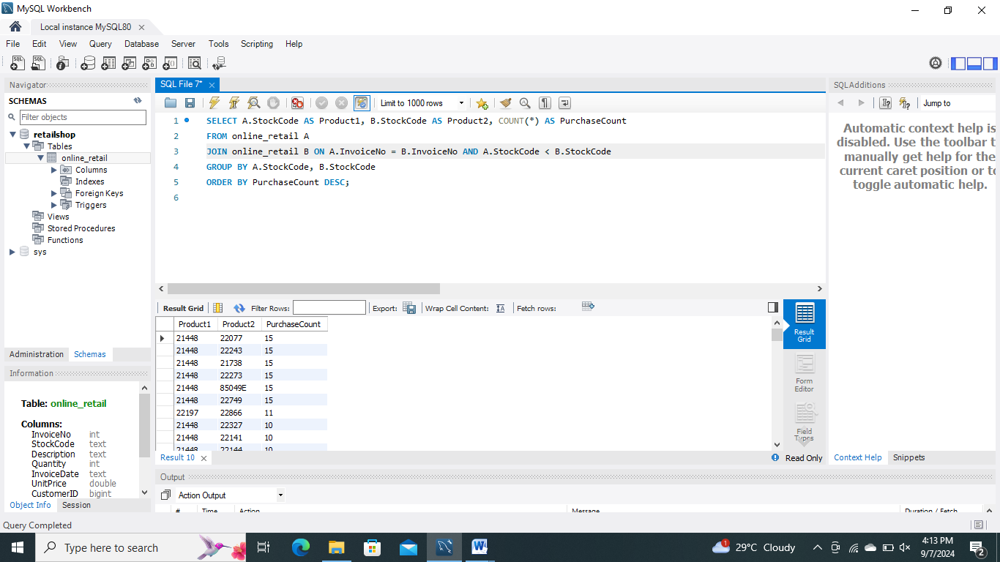 MySQL Workbench
Local instance MySQL80
File Edit View Query Database Server Tools Scripting Help
Navigator
SCHEMAS
Filter objects
retailshop
Tables
online_retail
Columns
Indexes
Foreign Keys
Triggers
Views
Stored Procedures
Functions
sys
Administration Schemas
Information
Table: online_retail
Columns:
InvoiceNo int
StockCode text
Description text
Quantity int
InvoiceDate text
UnitPrice double
CustomerID bigint
Object Info Session
SQL File 7*
Limit to 1000 rows
1 SELECT A.StockCode AS Product1, B.StockCode AS Product2, COUNT(*) AS PurchaseCount
2 FROM online_retail A
3 JOIN online_retail B ON A.InvoiceNo = B.InvoiceNo AND A.StockCode < B.StockCode
4 GROUP BY A.StockCode, B.StockCode
5 ORDER BY PurchaseCount DESC;
6
Result Grid Filter Rows: Export: Wrap Cell Content: IA Fetch rows:
Product1 Product2 PurchaseCount
21448 22077 15
21448 22243 15
21448 21738 15
21448 22273 15
21448 85049E 15
21448 22749 15
22197 22866 11
21448 22327 10
21448 22141 10
21448 22144 10
Result Grid
Form Editor
Field Types
Result 10
Read Only
Output
Action Output
# Time Action Message Duration / Fetch
SQLAdditions
Jump to
Automatic context help is
disabled. Use the toolbar t
manually get help for the
current caret position or to
toggle automatic help.
Context Help Snippets
Query Completed
Type here to search
29°C Cloudy
4:13 PM
9/7/2024